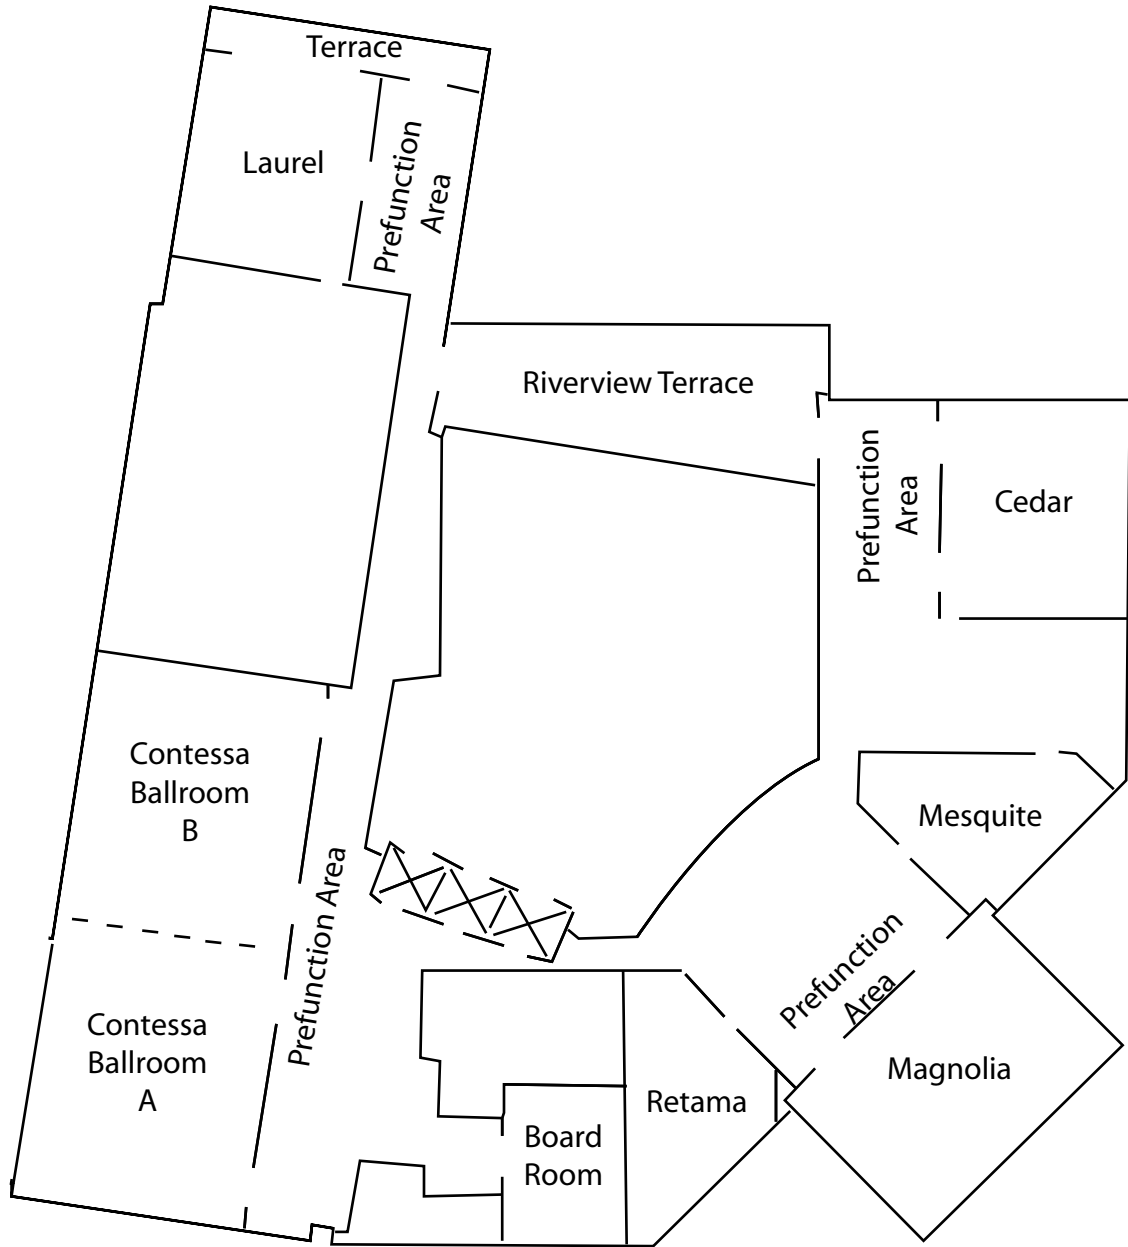 Terrace
Laurel
Prefunction
Area
Riverview Terrace
Prefunction
Area
Cedar
Contessa
Ballroom
B
Mesquite
Prefunction Area
Prefunction
Area
Contessa
Ballroom
A
Magnolia
Retama
Board
Room